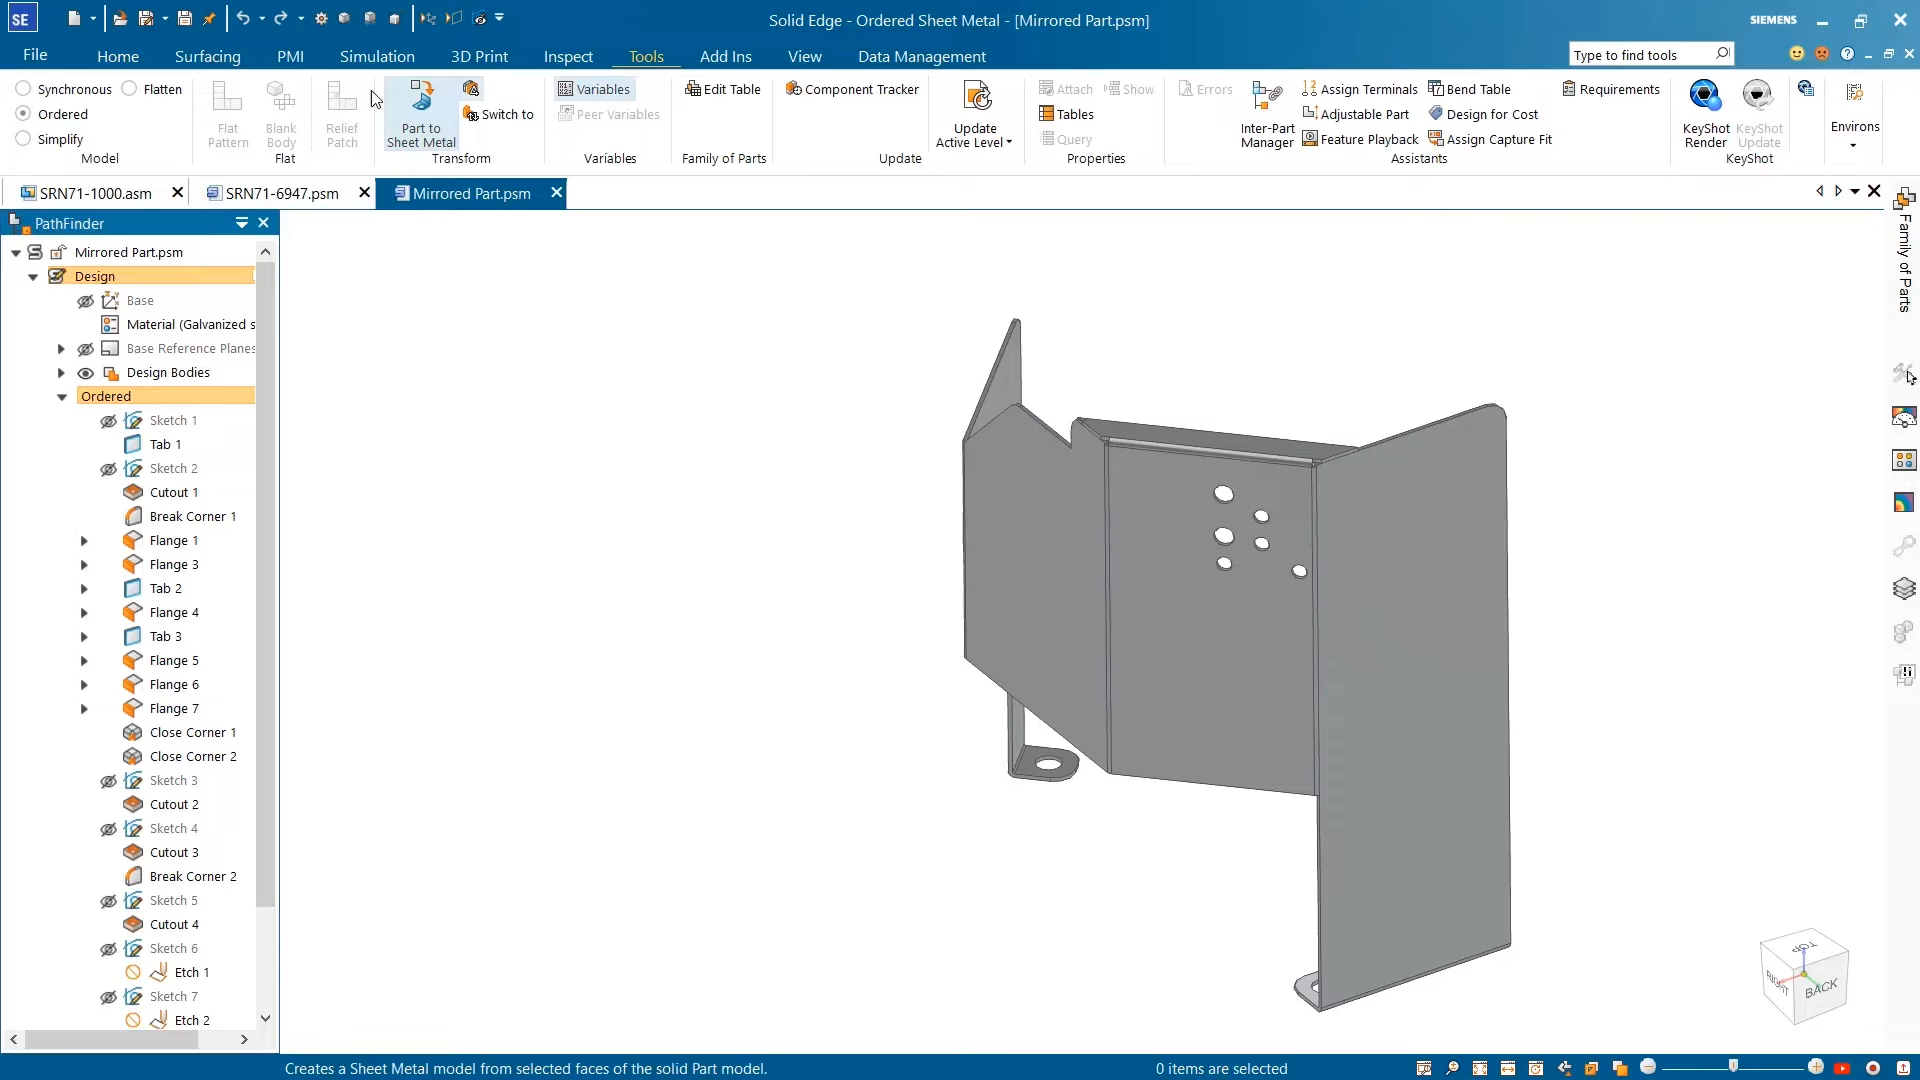 SE
Solid Edge - Ordered Sheet Metal - [Mirrored Part.psm]
SIEMENS
File
Home
Surfacing
PMI
Simulation
3D Print
Inspect
Tools
Add Ins
View
Data Management
Type to find tools
Synchronous
Flatten
Ordered
Simplify
Model
Flat
Pattern
Blank
Body
Flat
Relief
Patch
Part to
Sheet Metal
Switch to
Transform
Variables
Peer Variables
Variables
Edit Table
Family of Parts
Component Tracker
Update
Active Level
Update
Attach
Show
Tables
Query
Properties
Errors
Inter-Part
Manager
Assign Terminals
Adjustable Part
Feature Playback
Bend Table
Design for Cost
Assign Capture Fit
Assistants
Requirements
KeyShot
Render
KeyShot
Update
KeyShot
Environs
SRN71-1000.asm
SRN71-6947.psm
Mirrored Part.psm
PathFinder
Mirrored Part.psm
Design
Base
Material (Galvanized s
Base Reference Planes
Design Bodies
Ordered
Sketch 1
Tab 1
Sketch 2
Cutout 1
Break Corner 1
Flange 1
Flange 3
Tab 2
Flange 4
Tab 3
Flange 5
Flange 6
Flange 7
Close Corner 1
Close Corner 2
Sketch 3
Cutout 2
Sketch 4
Cutout 3
Break Corner 2
Sketch 5
Cutout 4
Sketch 6
Etch 1
Sketch 7
Etch 2
Family of Parts
TOP
RIGHT
BACK
Creates a Sheet Metal model from selected faces of the solid Part model.
0 items are selected